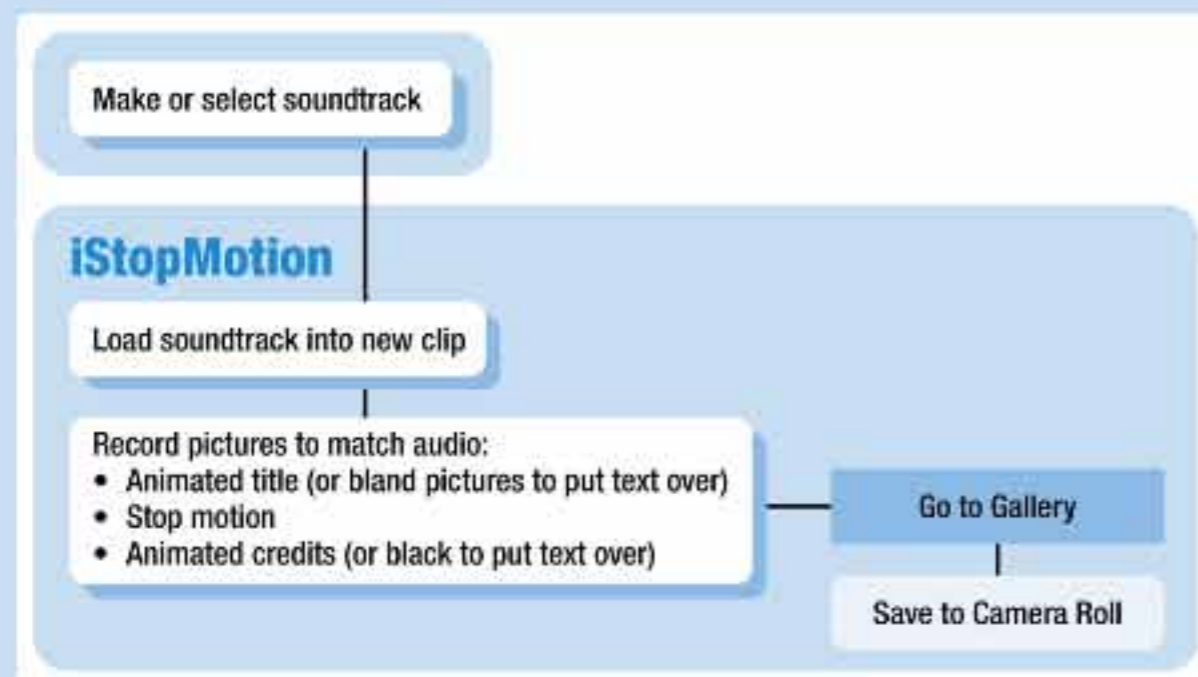 Make or select soundtrack
iStopMotion
Load soundtrack into new clip
Record pictures to match audio:
• Animated title (or bland pictures to put text over)
• Stop motion
• Animated credits (or black to put text over)
Go to Gallery
Save to Camera Roll